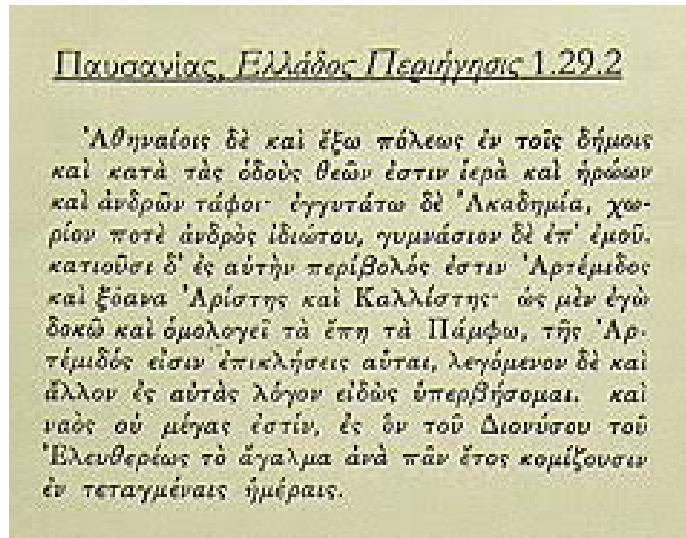 Παυσανίας, Ελλάδος Περιήγησις 1.29.2
Ἀθηναίοις δὲ καὶ ἔξω πόλεως ἐν τοῖς δήμοις
καὶ κατὰ τὰς ὁδοὺς θεῶν ἐστιν ἱερὰ καὶ ἡρώων
καὶ ἀνδρῶν τάφοι· ἐγγυτάτω δὲ Ἀκαδημία, χω-
ρίον ποτὲ ἀνδρὸς ἰδιώτου, γυμνάσιον δὲ ἐπ' ἐμοῦ.
κατιοῦσι δ' ἐς αὐτὴν περίβολός ἐστιν Ἀρτέμιδος
καὶ ξόανα Ἀρίστης καὶ Καλλίστης· ὡς μὲν ἐγὼ
δοκῶ καὶ ὁμολογεῖ τὰ ἔπη τὰ Πάμφω, τῆς Ἀρ-
τέμιδός εἰσιν ἐπικλήσεις αὗται, λεγόμενον δὲ καὶ
ἄλλον ἐς αὐτὰς λόγον εἰδὼς ὑπερβήσομαι. καὶ
ναὸς οὐ μέγας ἐστίν, ἐς ὃν τοῦ Διονύσου τοῦ
Ἐλευθερέως τὸ ἄγαλμα ἀνὰ πᾶν ἔτος κομίζουσιν
ἐν τεταγμέναις ἡμέραις.